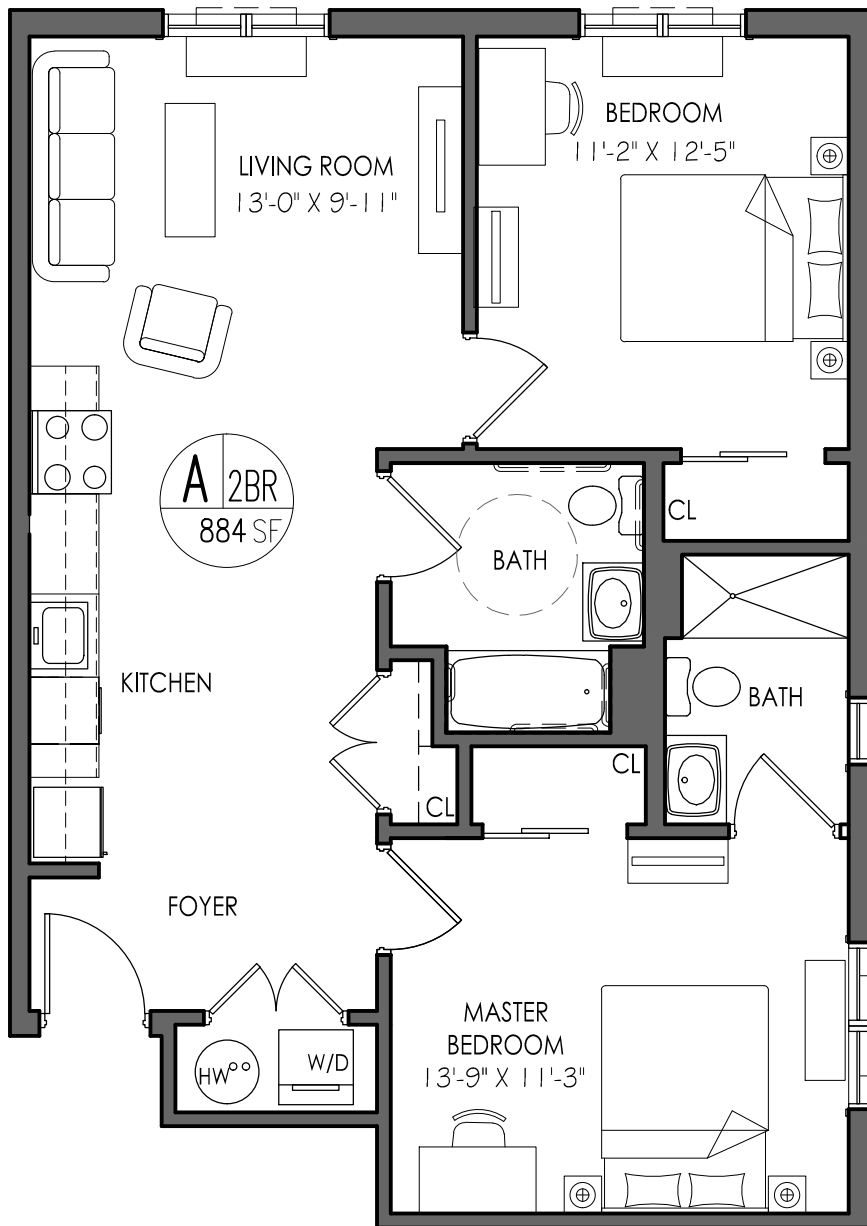 BEDROOM
11'-2" X 12'-5"
LIVING ROOM
13'-0" X 9'-11"
A 2BR
884 SF
CL
BATH
KITCHEN
BATH
CL
CL
FOYER
MASTER
BEDROOM
13'-9" X 11'-3"
HW
W/D